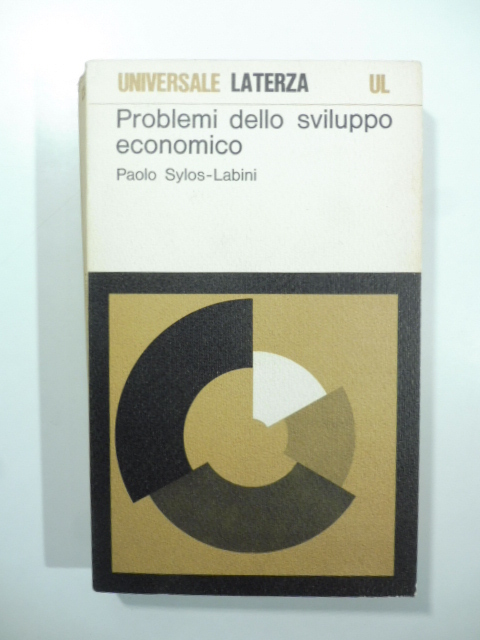 UNIVERSALE LATERZA UL
Problemi dello sviluppo
economico
Paolo Sylos-Labini